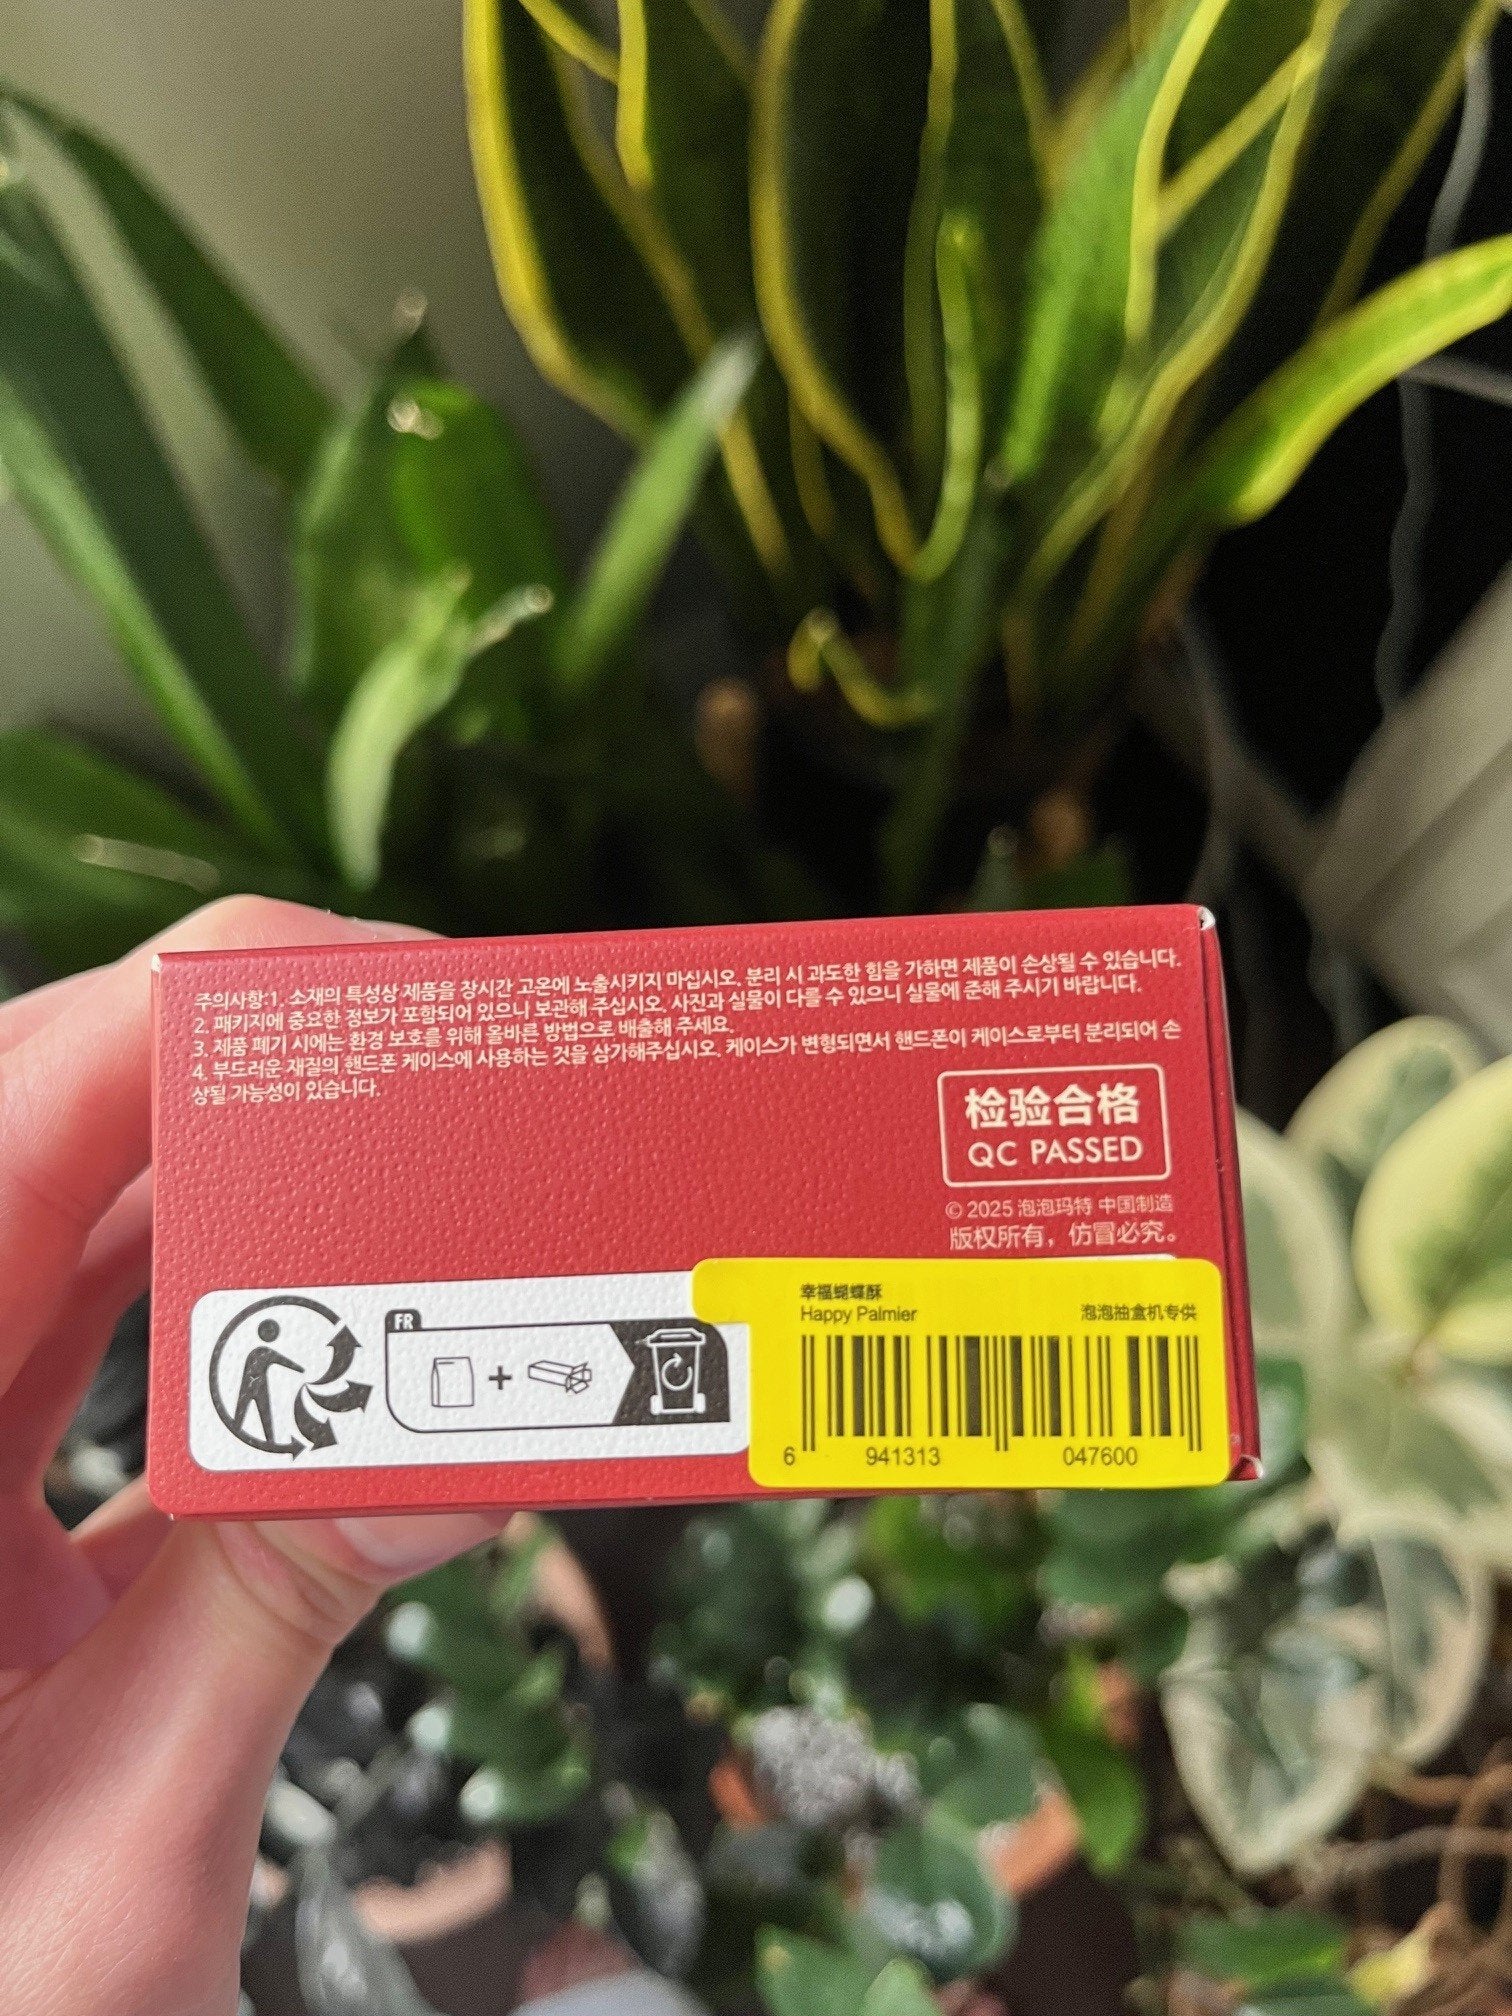 주의사항:1. 소재의 특성상 제품을 장시간 고온에 노출시키지 마십시오. 분리 시 과도한 힘을 가하면 제품이 손상될 수 있습니다.
2. 패키지에 중요한 정보가 포함되어 있으니 보관해 주십시오. 사진과 실물이 다를 수 있으니 실물에 준해 주시기 바랍니다.
3. 제품 폐기 시에는 환경 보호를 위해 올바른 방법으로 배출해 주세요.
4. 부드러운 재질의 핸드폰 케이스에 사용하는 것을 삼가해주십시오. 케이스가 변형되면서 핸드폰이 케이스로부터 분리되어 손
상될 가능성이 있습니다.
检验合格
QC PASSED
© 2025 泡泡玛特 中国制造
版权所有，仿冒必究。
FR
幸福蝴蝶酥
Happy Palmier
泡泡抽盒机专供
6 941313 047600